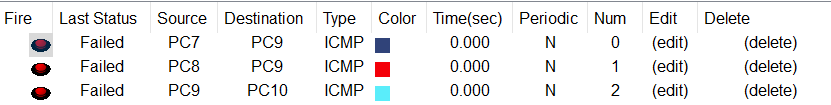 Fire Last Status Source Destination Type Color Time(sec) Periodic Num Edit Delete
Failed PC7 PC9 ICMP 0.000 N 0 (edit) (delete)
Failed PC8 PC9 ICMP 0.000 N 1 (edit) (delete)
Failed PC9 PC10 ICMP 0.000 N 2 (edit) (delete)